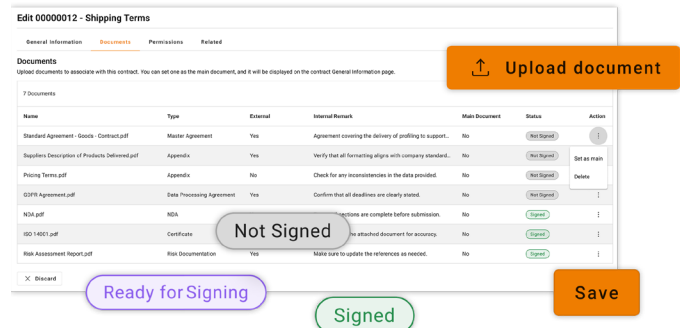 Edit 00000012 - Shipping Terms
General Information Documents Permissions Related
Documents
Upload documents to associate with this contract. You can set one as the main document, and it will be displayed on the contract General Information page.
Upload document
7 Documents
Name Type External Internal Remark Main Document Status Action
Standard Agreement - Goods - Contract.pdf Master Agreement Yes Agreement covering the delivery of profiling to support... No Not Signed
Suppliers Description of Products Delivered.pdf Appendix Yes Verify that all formatting aligns with company standard... No Not Signed
Set as main
Pricing Terms.pdf Appendix No Check for any inconsistencies in the data provided. No Not Signed
Delete
GDPR Agreement.pdf Data Processing Agreement Yes Confirm that all deadlines are clearly stated. No Not Signed
NDA.pdf NDA sections are complete before submission. No Signed
Not Signed
ISO 14001.pdf Certificate attached document for accuracy. No Signed
Risk Assessment Report.pdf Risk Documentation Yes Make sure to update the references as needed. No Signed
Discard
Ready for Signing
Save
Signed